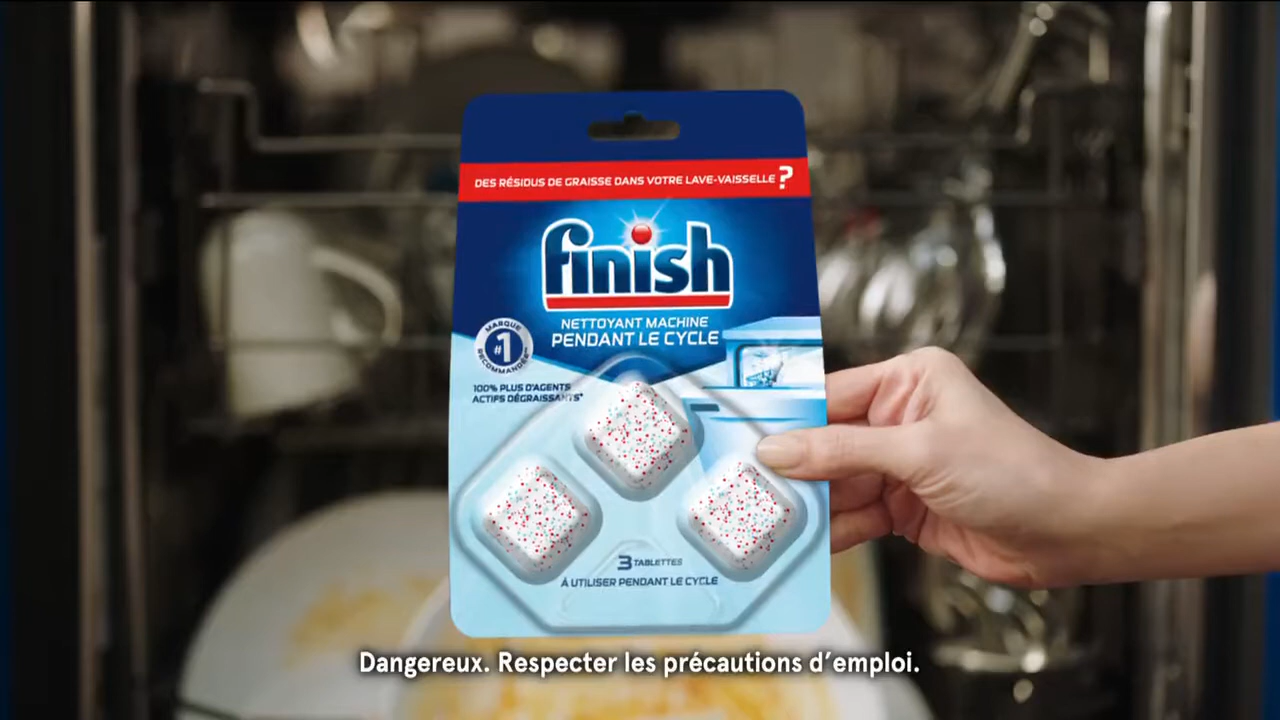 DES RÉSIDUS DE GRAISSE DANS VOTRE LAVE-VAISSELLE ?
finish
NETTOYANT MACHINE
PENDANT LE CYCLE
MARQUE
#1
RECOMMANDÉE
100% PLUS D'AGENTS
ACTIFS DÉGRAISSANTS*
3 TABLETTES
À UTILISER PENDANT LE CYCLE
Dangereux. Respecter les précautions d'emploi.